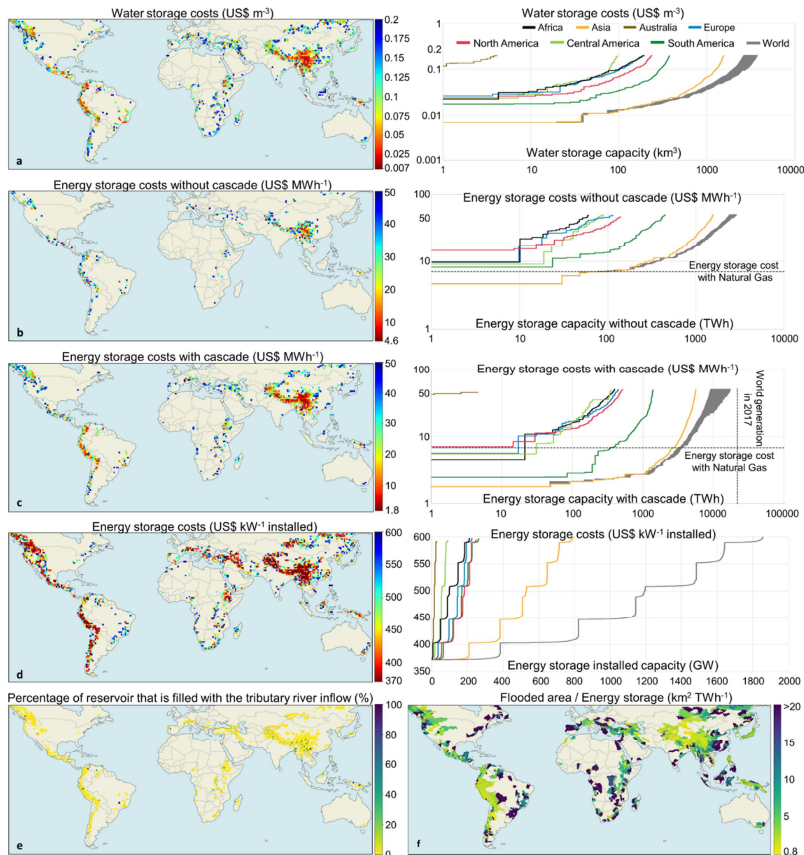 Water storage costs (US$ m-3)
0.2
0.175
0.15
0.125
0.1
0.075
0.05
0.025
0.007
a
Water storage costs (US$ m-3)
Africa Asia Australia Europe
North America Central America South America World
1
0.2
0.1
0.01
0.001
Water storage capacity (km3)
1 10 100 1000 10000
Energy storage costs without cascade (US$ MWh-1)
50
40
30
20
10
4.6
b
Energy storage costs without cascade (US$ MWh-1)
100
50
10
1
Energy storage cost
with Natural Gas
Energy storage capacity without cascade (TWh)
1 10 100 1000 10000
Energy storage costs with cascade (US$ MWh-1)
50
40
30
20
10
1.8
c
Energy storage costs with cascade (US$ MWh-1)
100
50
10
1
World generation
in 2017
Energy storage cost
with Natural Gas
Energy storage capacity with cascade (TWh)
1 10 100 1000 10000 100000
Energy storage costs (US$ kW-1 installed)
600
550
500
450
400
370
d
Energy storage costs (US$ kW-1 installed)
600
550
500
450
400
350
Energy storage installed capacity (GW)
0 200 400 600 800 1000 1200 1400 1600 1800 2000
Percentage of reservoir that is filled with the tributary river inflow (%)
100
80
60
40
20
0
e
Flooded area / Energy storage (km2 TWh-1)
>20
15
10
5
0.8
f